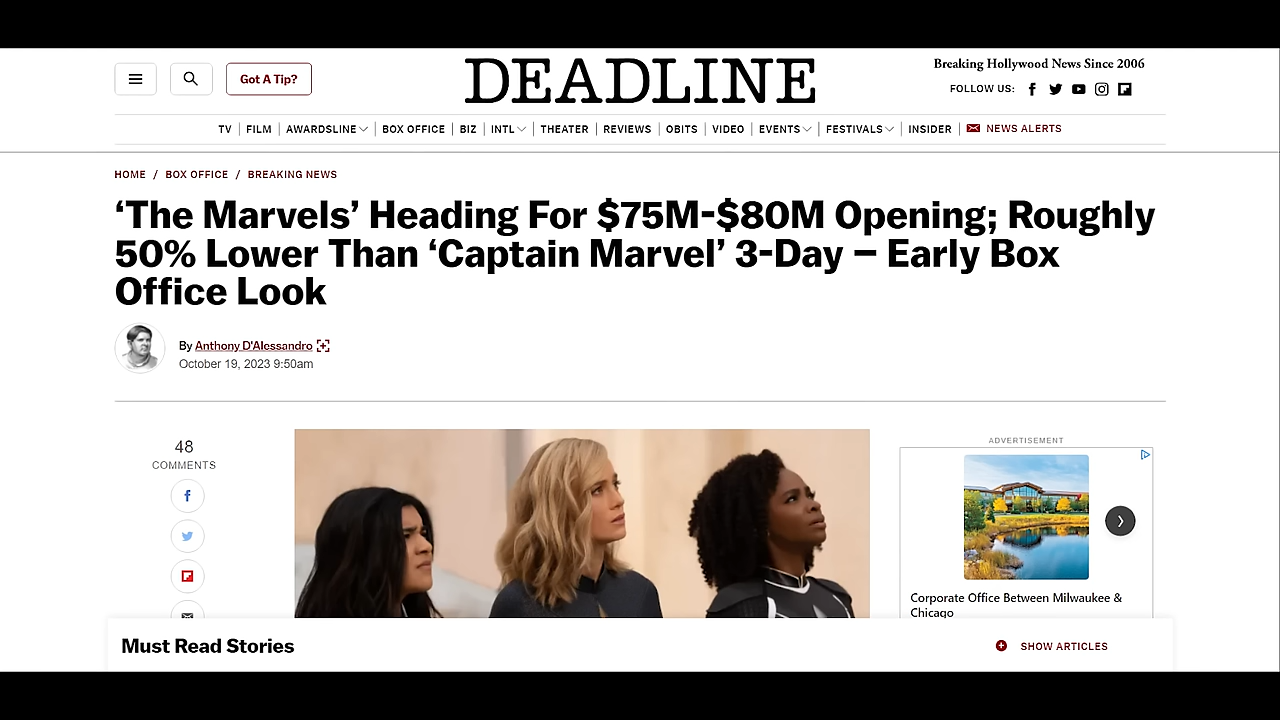 Got A Tip?
DEADLINE
Breaking Hollywood News Since 2006
FOLLOW US:
TV | FILM | AWARDSLINE | BOX OFFICE | BIZ | INTL | THEATER | REVIEWS | OBITS | VIDEO | EVENTS | FESTIVALS | INSIDER | NEWS ALERTS
HOME / BOX OFFICE / BREAKING NEWS
‘The Marvels’ Heading For $75M-$80M Opening; Roughly
50% Lower Than ‘Captain Marvel’ 3-Day – Early Box
Office Look
By Anthony D'Alessandro
October 19, 2023 9:50am
48
COMMENTS
ADVERTISEMENT
Corporate Office Between Milwaukee &
Chicago
Must Read Stories
SHOW ARTICLES